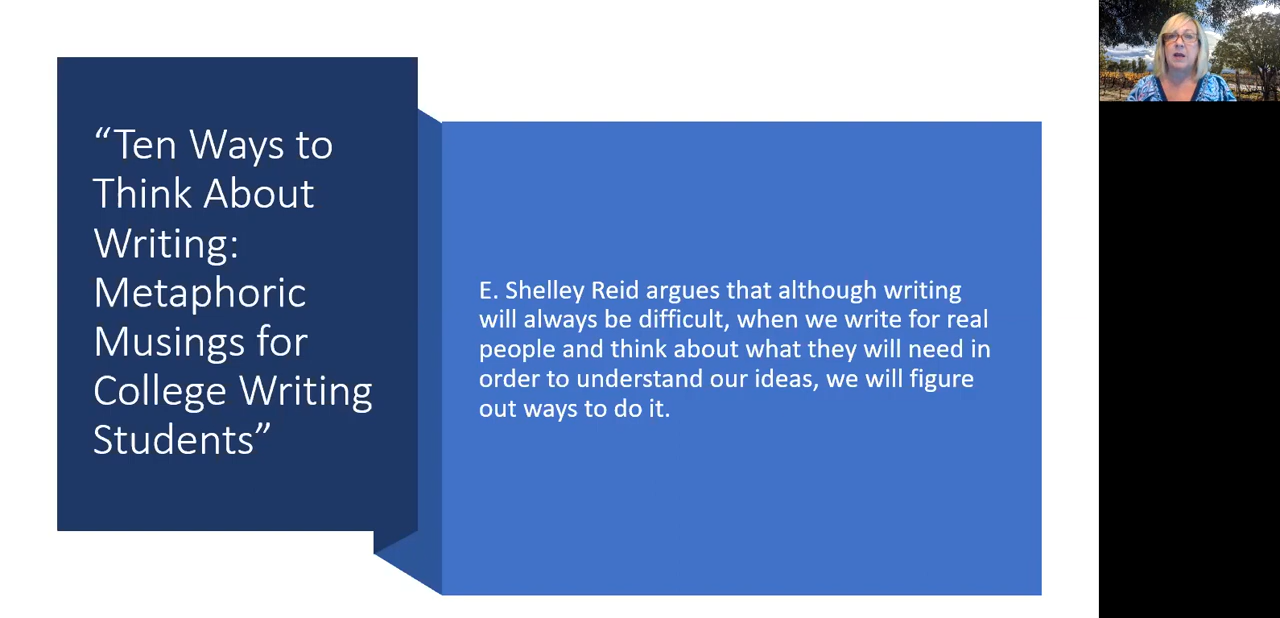 “Ten Ways to
Think About
Writing:
Metaphoric
Musings for
College Writing
Students”
E. Shelley Reid argues that although writing
will always be difficult, when we write for real
people and think about what they will need in
order to understand our ideas, we will figure
out ways to do it.